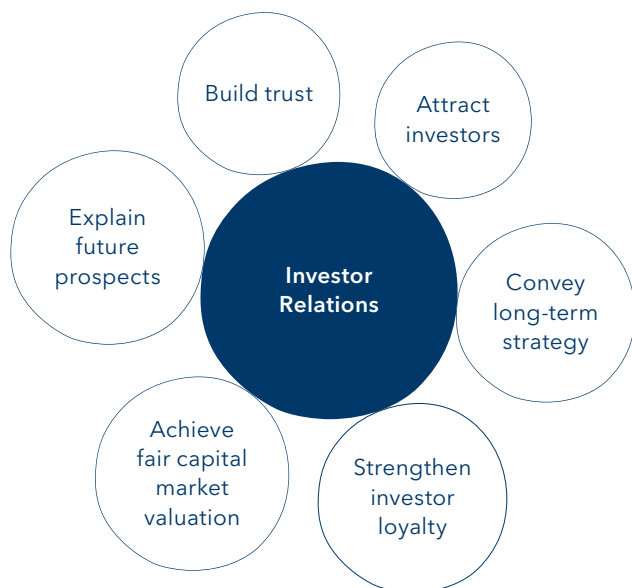 Build trust
Attract
investors
Explain
future
prospects
Investor
Relations
Convey
long-term
strategy
Achieve
fair capital
market
valuation
Strengthen
investor
loyalty